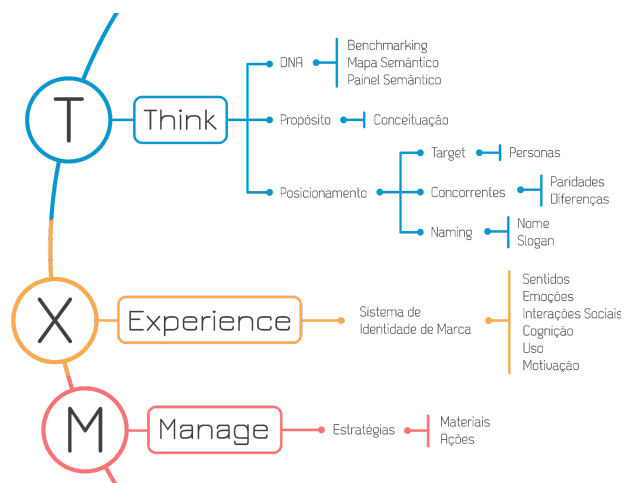 T
Think
DNA
Benchmarking
Mapa Semântico
Painel Semântico
Propósito
Conceituação
Posicionamento
Target
Personas
Concorrentes
Paridades
Diferenças
Naming
Nome
Slogan
X
Experience
Sistema de
Identidade de Marca
Sentidos
Emoções
Interações Sociais
Cognição
Uso
Motivação
M
Manage
Estratégias
Materiais
Ações